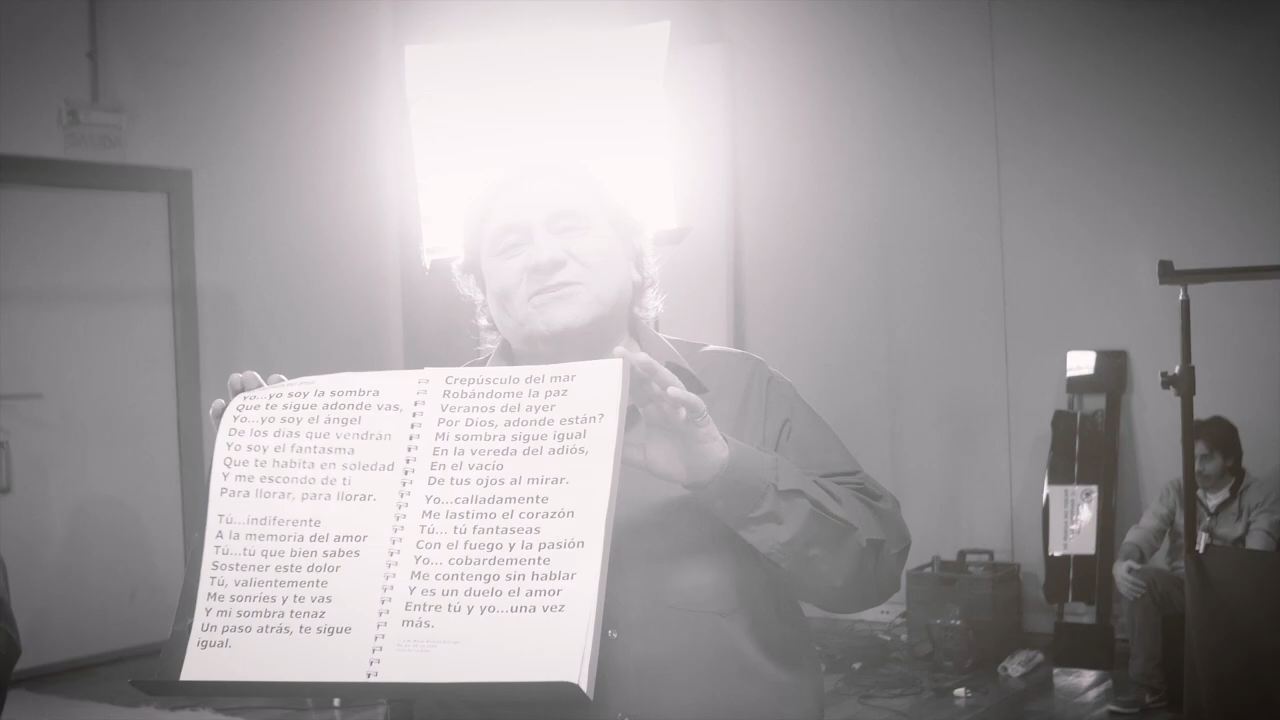 SALIDA
Yo...yo soy la sombra
Que te sigue adonde vas,
Yo...yo soy el ángel
De los días que vendrán
Yo soy el fantasma
Que te habita en soledad
Y me escondo de ti
Para llorar, para llorar.
Tú...indiferente
A la memoria del amor
Tú...tú que bien sabes
Sostener este dolor
Tú, valientemente
Me sonríes y te vas
Y mi sombra tenaz
Un paso atrás, te sigue
igual.
Crepúsculo del mar
Robándome la paz
Veranos del ayer
Por Dios, adonde están?
Mi sombra sigue igual
En la vereda del adiós,
En el vacío
De tus ojos al mirar.
Yo...calladamente
Me lastimo el corazón
Tú... tú fantaseas
Con el fuego y la pasión
Yo... cobardemente
Me contengo sin hablar
Y es un duelo el amor
Entre tú y yo...una vez
más.